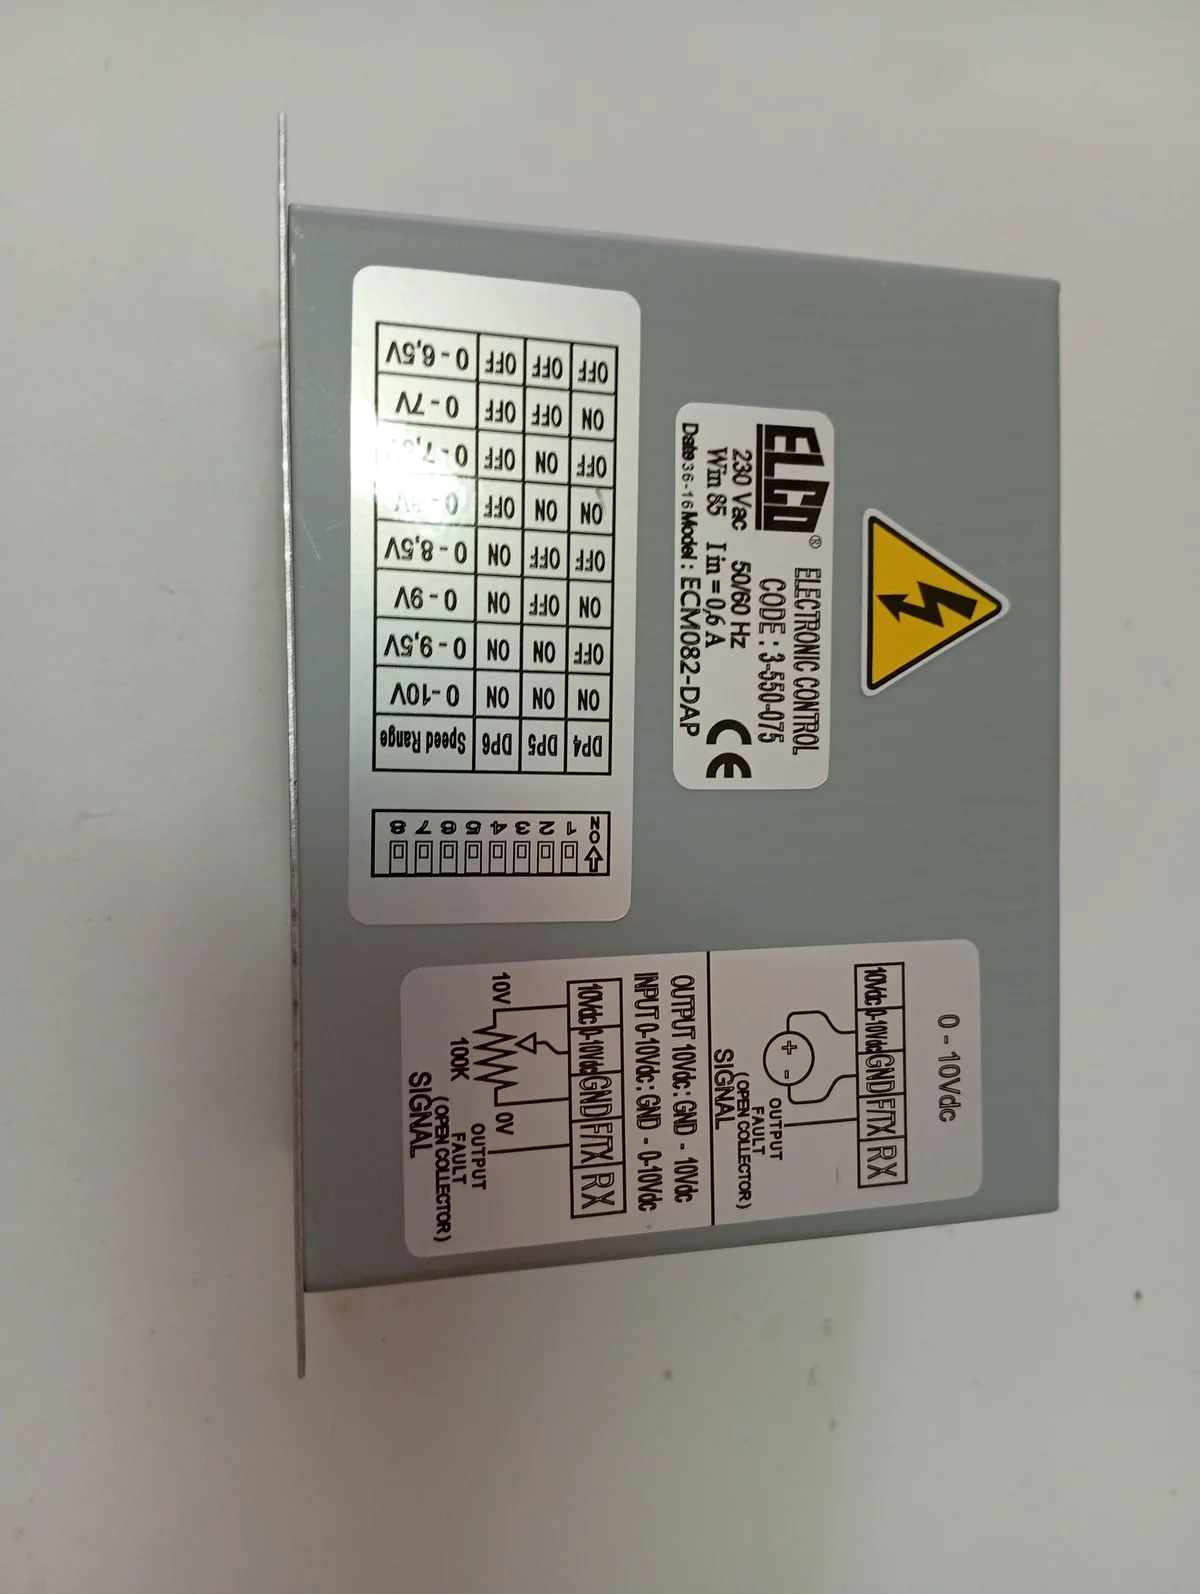 ELCO® ELECTRONIC CONTROL
CODE : 3-550-075
230 Vac 50/60 Hz
Win 85 I in = 0,6 A
Date 36-16 Model : ECM082-DAP
CE
ON
1 2 3 4 5 6 7 8
DP4 DP5 DP6 Speed Range
ON ON ON 0 - 10V
OFF ON ON 0 - 9,5V
ON OFF ON 0 - 9V
OFF OFF ON 0 - 8,5V
ON ON OFF 0 -
OFF ON OFF 0 -
ON OFF OFF 0 - 7V
OFF OFF OFF 0 - 6,5V
0 - 10Vdc
10Vdc 0-10Vdc GND F/TX RX
+ -
OUTPUT
FAULT
(OPEN COLLECTOR)
SIGNAL
OUTPUT 10Vdc : GND - 10Vdc
INPUT 0-10Vdc : GND - 0-10Vdc
10Vdc 0-10Vdc GND F/TX RX
10V 0V
100K
OUTPUT
FAULT
(OPEN COLLECTOR)
SIGNAL